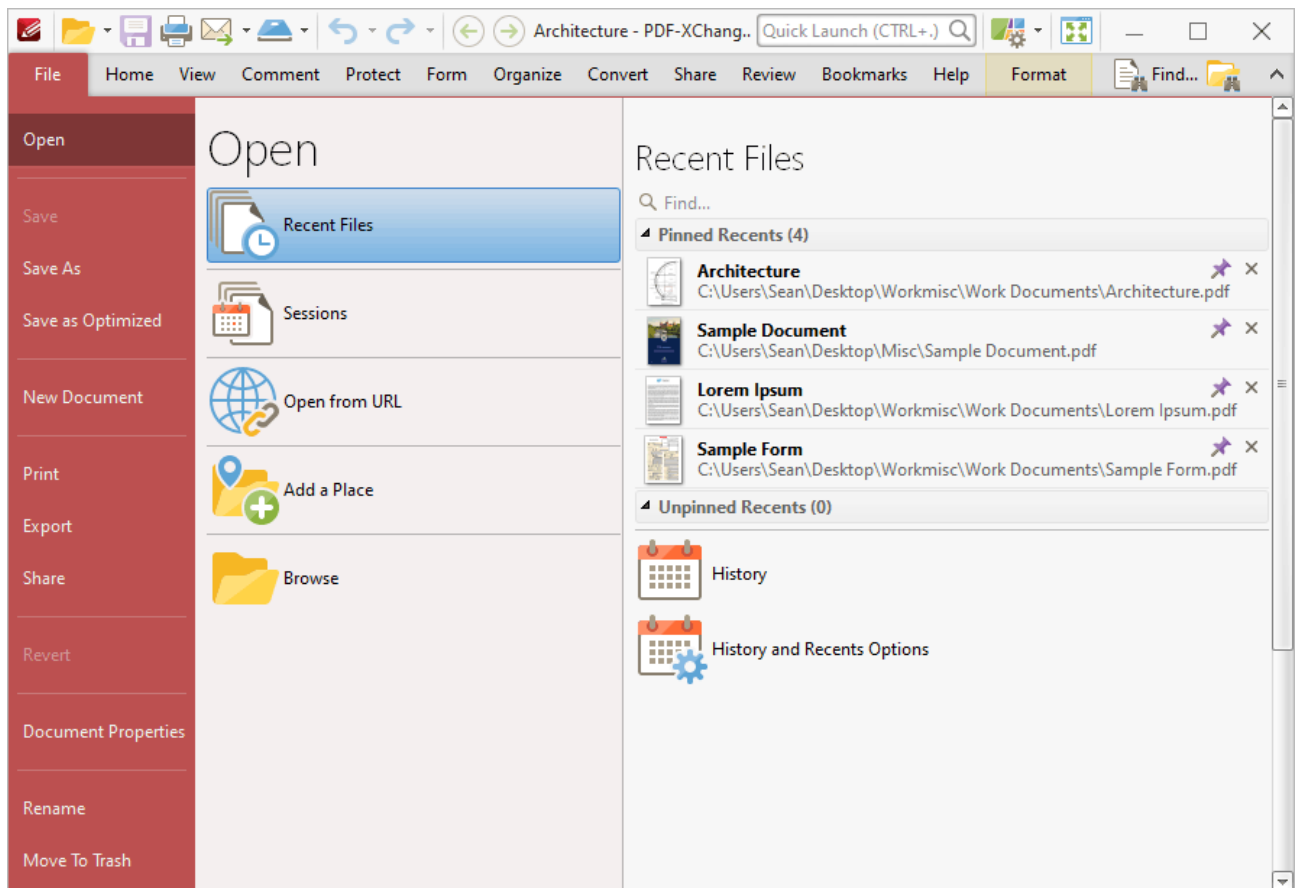 Architecture - PDF-XChang..
Quick Launch (CTRL+.)
File Home View Comment Protect Form Organize Convert Share Review Bookmarks Help Format Find...
Open
Save
Save As
Save as Optimized
New Document
Print
Export
Share
Revert
Document Properties
Rename
Move To Trash
Open
Recent Files
Sessions
Open from URL
Add a Place
Browse
Recent Files
Find...
Pinned Recents (4)
Architecture
C:\Users\Sean\Desktop\Workmisc\Work Documents\Architecture.pdf
Sample Document
C:\Users\Sean\Desktop\Misc\Sample Document.pdf
Lorem Ipsum
C:\Users\Sean\Desktop\Workmisc\Work Documents\Lorem Ipsum.pdf
Sample Form
C:\Users\Sean\Desktop\Workmisc\Work Documents\Sample Form.pdf
Unpinned Recents (0)
History
History and Recents Options